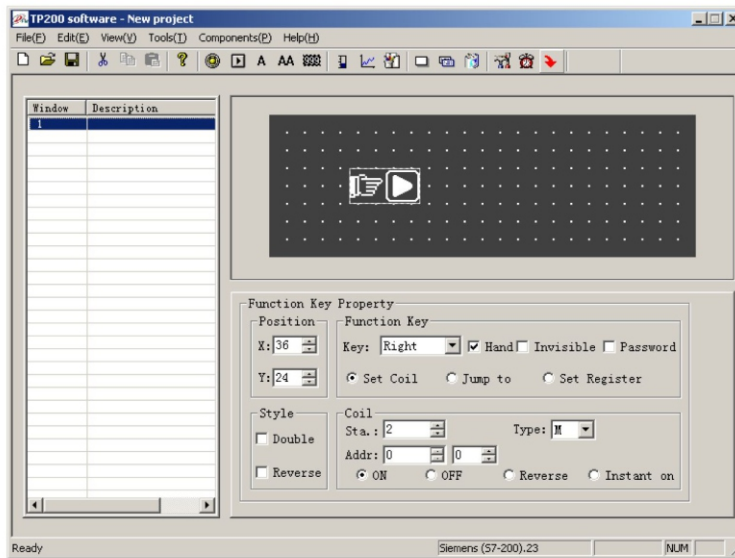 TP200 software - New project
File(F) Edit(E) View(V) Tools(T) Components(P) Help(H)
A AA
Window Description
1
Function Key Property
Position
X: 36
Y: 24
Function Key
Key: Right Hand Invisible Password
Set Coil Jump to Set Register
Style
Double
Reverse
Coil
Sta.: 2 Type: M
Addr: 0 0
ON OFF Reverse Instant on
Ready Siemens (S7-200).23 NUM